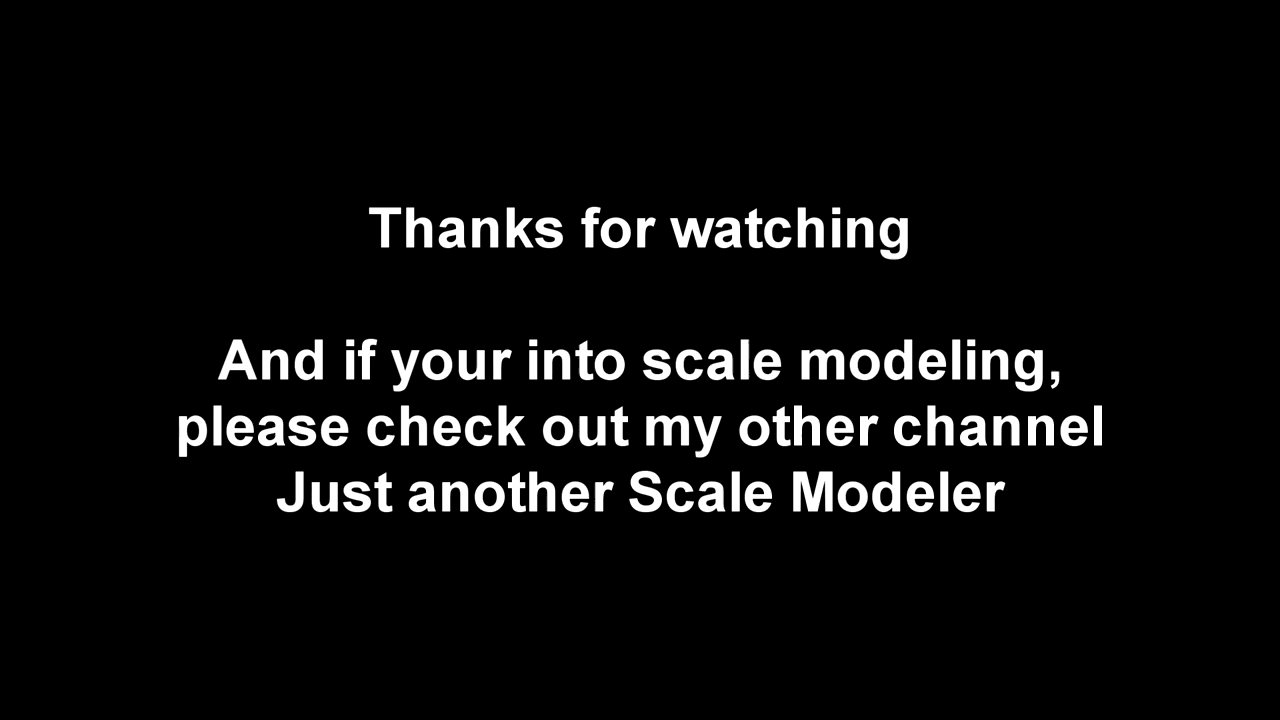 Thanks for watching
And if your into scale modeling,
please check out my other channel
Just another Scale Modeler